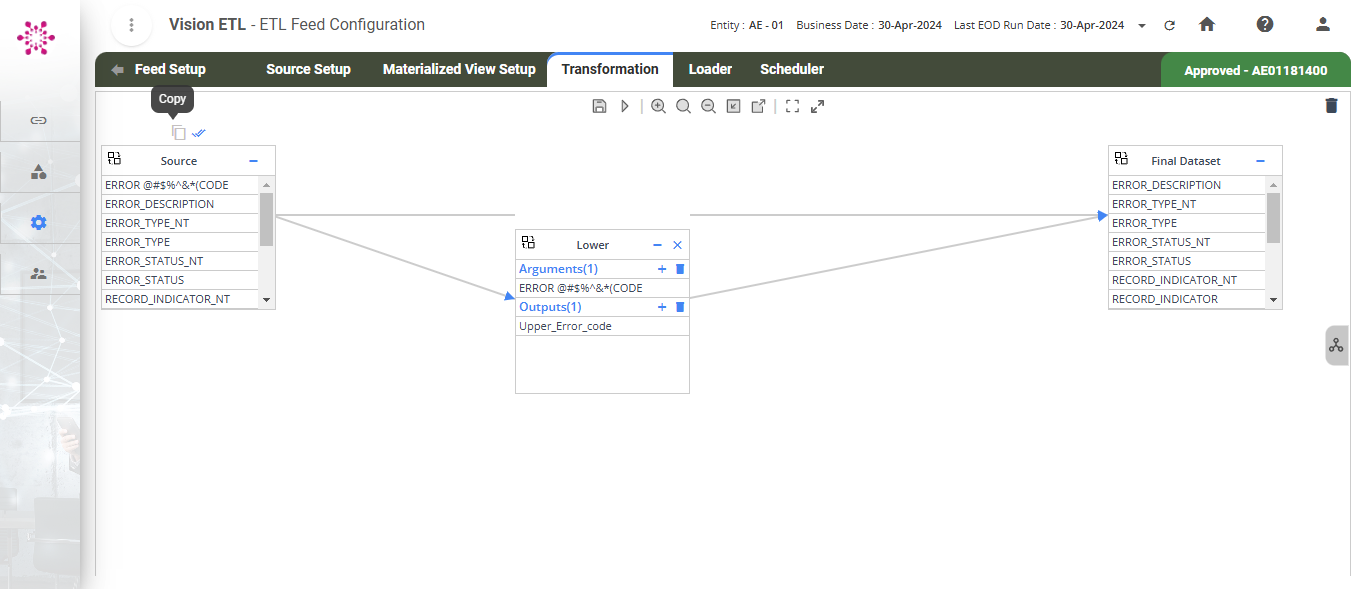 Vision ETL - ETL Feed Configuration
Entity : AE - 01 Business Date : 30-Apr-2024 Last EOD Run Date : 30-Apr-2024
Feed Setup Source Setup Materialized View Setup Transformation Loader Scheduler Approved - AE01181400
Copy
Source
ERROR @#$%^&*(CODE
ERROR_DESCRIPTION
ERROR_TYPE_NT
ERROR_TYPE
ERROR_STATUS_NT
ERROR_STATUS
RECORD_INDICATOR_NT
Lower
Arguments(1)
ERROR @#$%^&*(CODE
Outputs(1)
Upper_Error_code
Final Dataset
ERROR_DESCRIPTION
ERROR_TYPE_NT
ERROR_TYPE
ERROR_STATUS_NT
ERROR_STATUS
RECORD_INDICATOR_NT
RECORD_INDICATOR